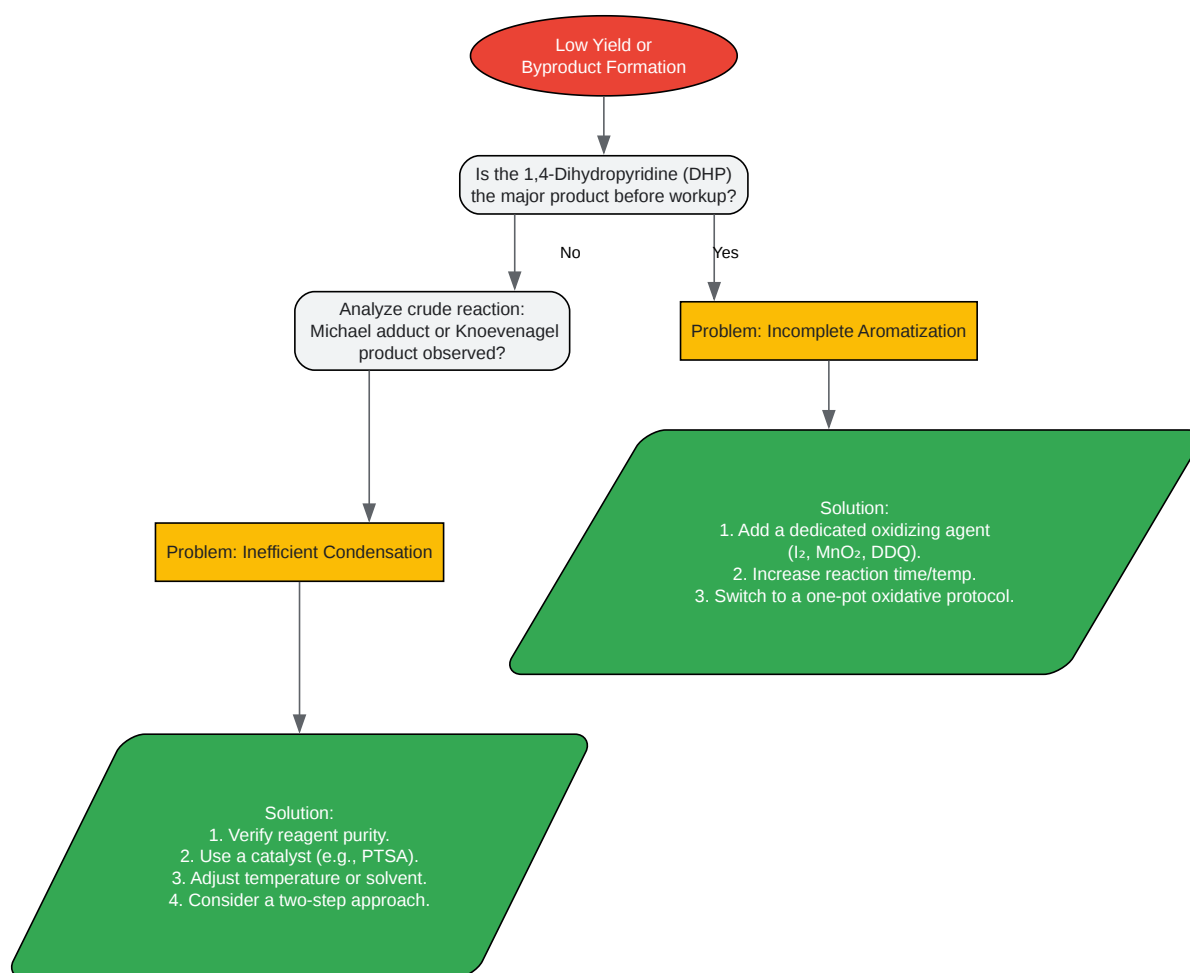 Low Yield or
Byproduct Formation
Is the 1,4-Dihydropyridine (DHP)
the major product before workup?
No
Yes
Analyze crude reaction:
Michael adduct or Knoevenagel
product observed?
Problem: Incomplete Aromatization
Solution:
1. Add a dedicated oxidizing agent
(I₂, MnO₂, DDQ).
2. Increase reaction time/temp.
3. Switch to a one-pot oxidative protocol.
Problem: Inefficient Condensation
Solution:
1. Verify reagent purity.
2. Use a catalyst (e.g., PTSA).
3. Adjust temperature or solvent.
4. Consider a two-step approach.